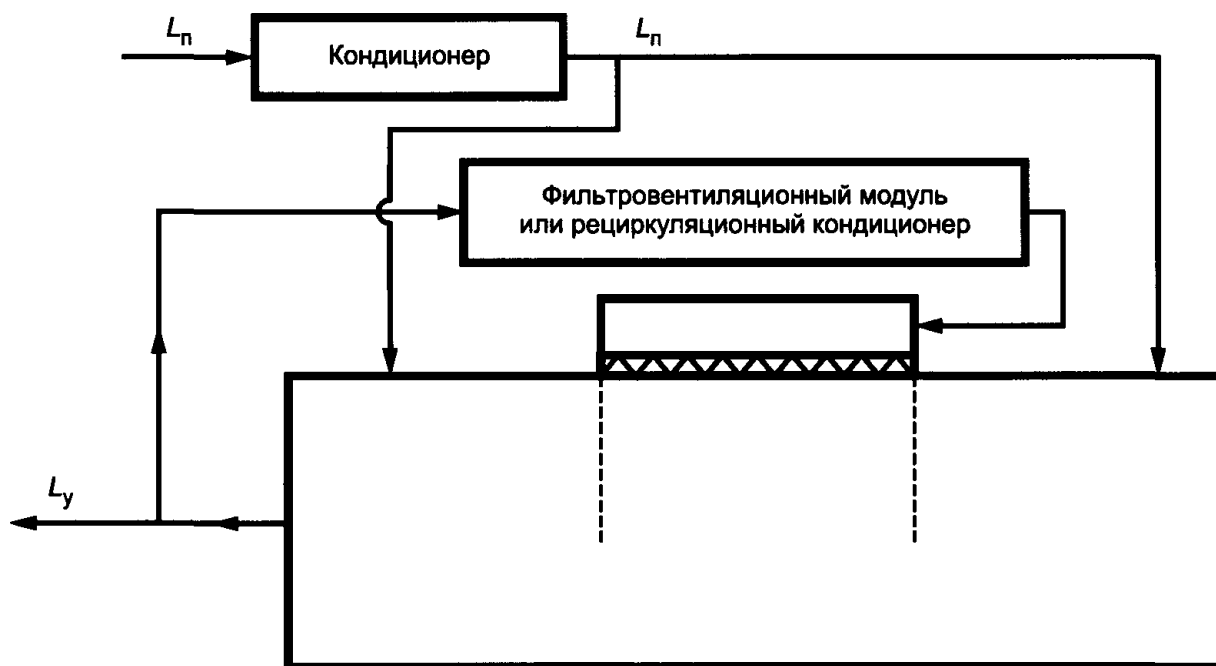 Lп
Кондиционер
Lп
Фильтровентиляционный модуль
или рециркуляционный кондиционер
Lу